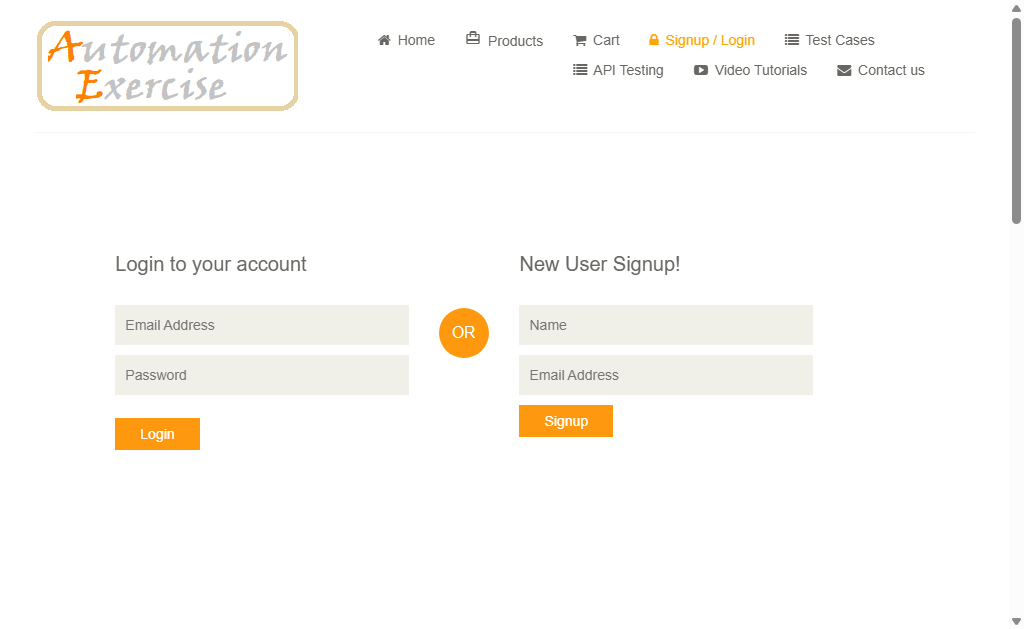 Automation
Exercise
Home Products Cart Signup / Login Test Cases
API Testing Video Tutorials Contact us
Login to your account
Email Address
Password
Login
OR
New User Signup!
Name
Email Address
Signup